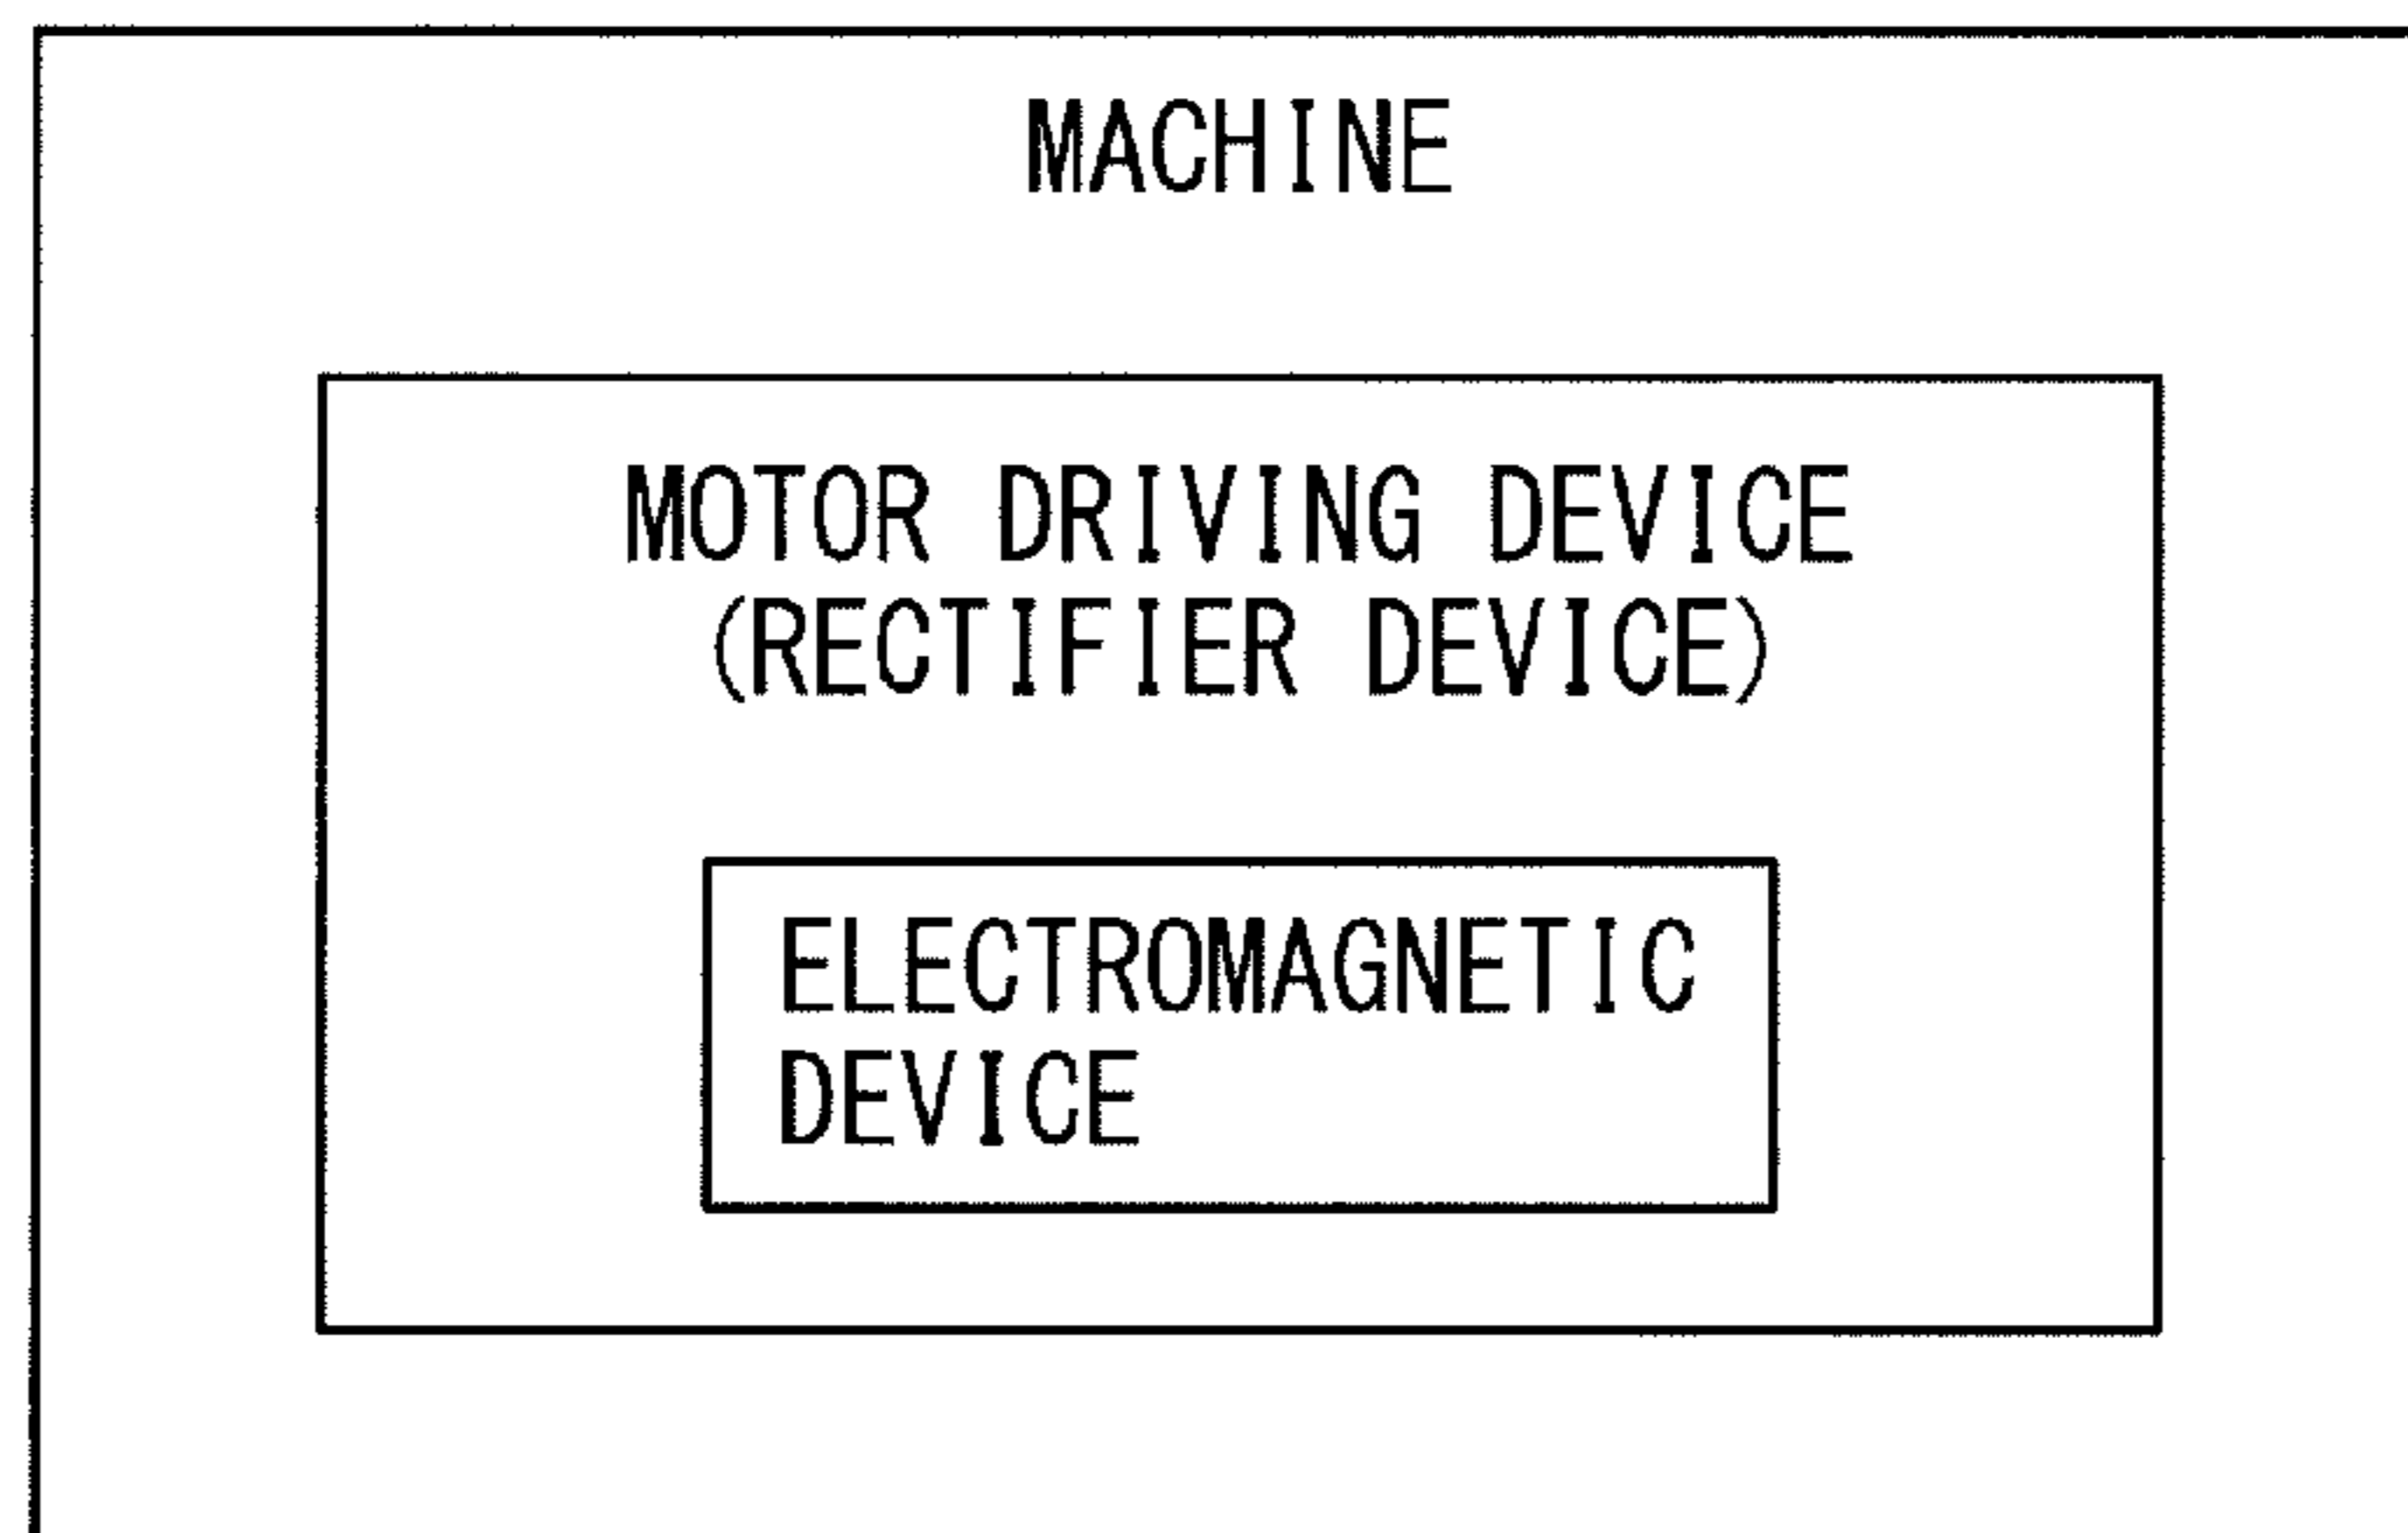 MACHINE
MOTOR DRIVING DEVICE
(RECTIFIER DEVICE)
ELECTROMAGNETIC
DEVICE